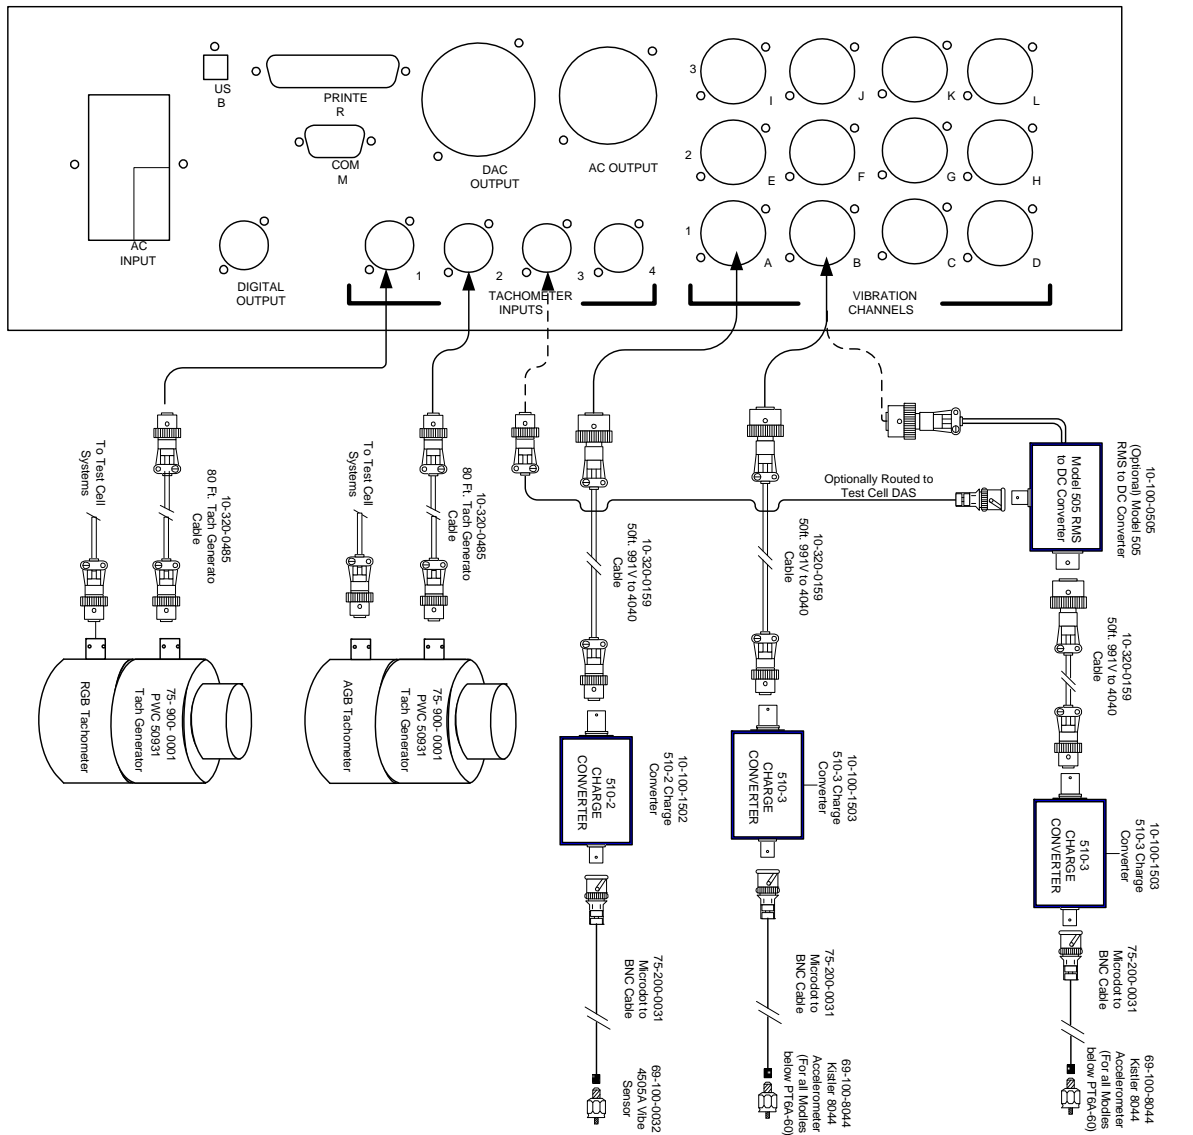 US
B
PRINTE
R
COM
M
DAC
OUTPUT
AC OUTPUT
AC
INPUT
DIGITAL
OUTPUT
1
2
3
4
TACHOMETER
INPUTS
3
I
J
K
L
2
E
F
G
H
1
A
B
C
D
VIBRATION
CHANNELS
To Test Cell
Systems
10-320-0485
80 Ft. Tach Generato
Cable
To Test Cell
Systems
10-320-0485
80 Ft. Tach Generato
Cable
10-320-0159
50ft. 991V to 4040
Cable
10-320-0159
50ft. 991V to 4040
Cable
Optionally Routed to
Test Cell DAS
Model 505 RMS
to DC Converter
10-100-0505
(Optional) Model 505
RMS to DC Converter
10-320-0159
50ft. 991V to 4040
Cable
RGB Tachometer
75- 900- 0001
PWC 50931
Tach Generator
AGB Tachometer
75- 900- 0001
PWC 50931
Tach Generator
510-2
CHARGE
CONVERTER
10-100-1502
510-2 Charge
Converter
510-3
CHARGE
CONVERTER
10-100-1503
510-3 Charge
Converter
510-3
CHARGE
CONVERTER
10-100-1503
510-3 Charge
Converter
75-200-0031
Microdot to
BNC Cable
75-200-0031
Microdot to
BNC Cable
75-200-0031
Microdot to
BNC Cable
69-100-0032
4505A Vibe
Sensor
69-100-8044
Kistler 8044
Accelerometer
(For all Modles
below PT6A-60)
69-100-8044
Kistler 8044
Accelerometer
(For all Modles
below PT6A-60)